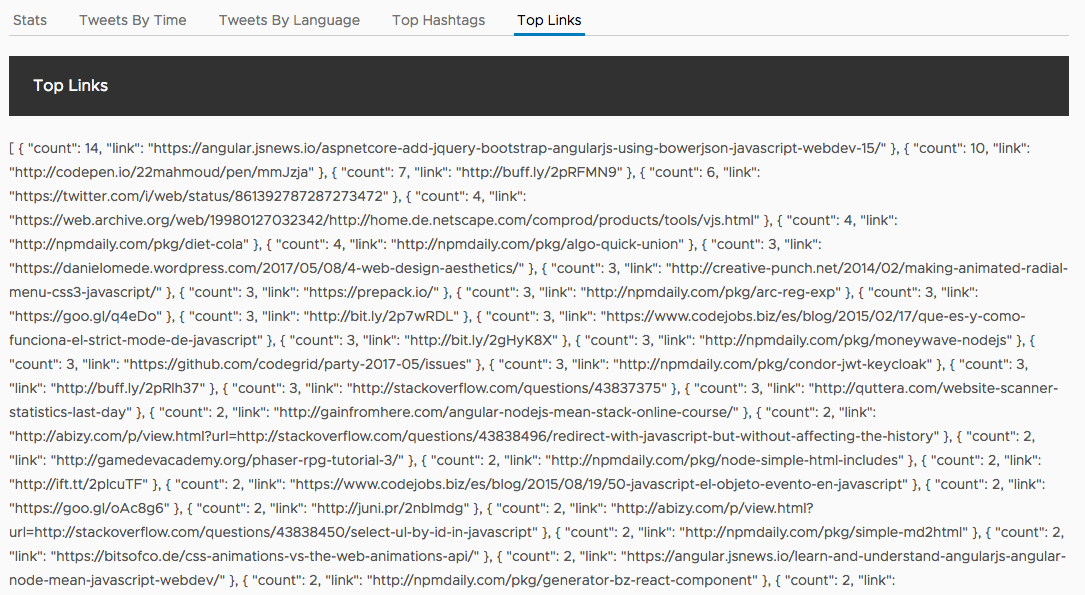 Stats Tweets By Time Tweets By Language Top Hashtags Top Links
Top Links
[ { "count": 14, "link": "https://angular.jsnews.io/aspnetcore-add-jquery-bootstrap-angularjs-using-bowerjson-javascript-webdev-15/" }, { "count": 10, "link":
"http://codepen.io/22mahmoud/pen/mmJzja" }, { "count": 7, "link": "http://buff.ly/2pRFMN9" }, { "count": 6, "link":
"https://twitter.com/i/web/status/861392787287273472" }, { "count": 4, "link":
"https://web.archive.org/web/19980127032342/http://home.de.netscape.com/comprod/products/tools/vjs.html" }, { "count": 4, "link":
"http://npmdaily.com/pkg/diet-cola" }, { "count": 4, "link": "http://npmdaily.com/pkg/algo-quick-union" }, { "count": 3, "link":
"https://danielomede.wordpress.com/2017/05/08/4-web-design-aesthetics/" }, { "count": 3, "link": "http://creative-punch.net/2014/02/making-animated-radial-
menu-css3-javascript/" }, { "count": 3, "link": "https://prepack.io/" }, { "count": 3, "link": "http://npmdaily.com/pkg/arc-reg-exp" }, { "count": 3, "link":
"https://goo.gl/q4eDo" }, { "count": 3, "link": "http://bit.ly/2p7wRDL" }, { "count": 3, "link": "https://www.codejobs.biz/es/blog/2015/02/17/que-es-y-como-
funciona-el-strict-mode-de-javascript" }, { "count": 3, "link": "http://bit.ly/2gHyK8X" }, { "count": 3, "link": "http://npmdaily.com/pkg/moneywave-nodejs" }, {
"count": 3, "link": "https://github.com/codegrid/party-2017-05/issues" }, { "count": 3, "link": "http://npmdaily.com/pkg/condor-jwt-keycloak" }, { "count": 3,
"link": "http://buff.ly/2pRlh37" }, { "count": 3, "link": "http://stackoverflow.com/questions/43837375" }, { "count": 3, "link": "http://quttera.com/website-scanner-
statistics-last-day" }, { "count": 2, "link": "http://gainfromhere.com/angular-nodejs-mean-stack-online-course/" }, { "count": 2, "link":
"http://abizy.com/p/view.html?url=http://stackoverflow.com/questions/43838496/redirect-with-javascript-but-without-affecting-the-history" }, { "count": 2,
"link": "http://gamedevacademy.org/phaser-rpg-tutorial-3/" }, { "count": 2, "link": "http://npmdaily.com/pkg/node-simple-html-includes" }, { "count": 2, "link":
"http://ift.tt/2plcuTF" }, { "count": 2, "link": "https://www.codejobs.biz/es/blog/2015/08/19/50-javascript-el-objeto-evento-en-javascript" }, { "count": 2, "link":
"https://goo.gl/oAc8g6" }, { "count": 2, "link": "http://juni.pr/2nblmdg" }, { "count": 2, "link": "http://abizy.com/p/view.html?
url=http://stackoverflow.com/questions/43838450/select-ul-by-id-in-javascript" }, { "count": 2, "link": "http://npmdaily.com/pkg/simple-md2html" }, { "count": 2,
"link": "https://bitsofco.de/css-animations-vs-the-web-animations-api/" }, { "count": 2, "link": "https://angular.jsnews.io/learn-and-understand-angularjs-angular-
node-mean-javascript-webdev/" }, { "count": 2, "link": "http://npmdaily.com/pkg/generator-bz-react-component" }, { "count": 2, "link":